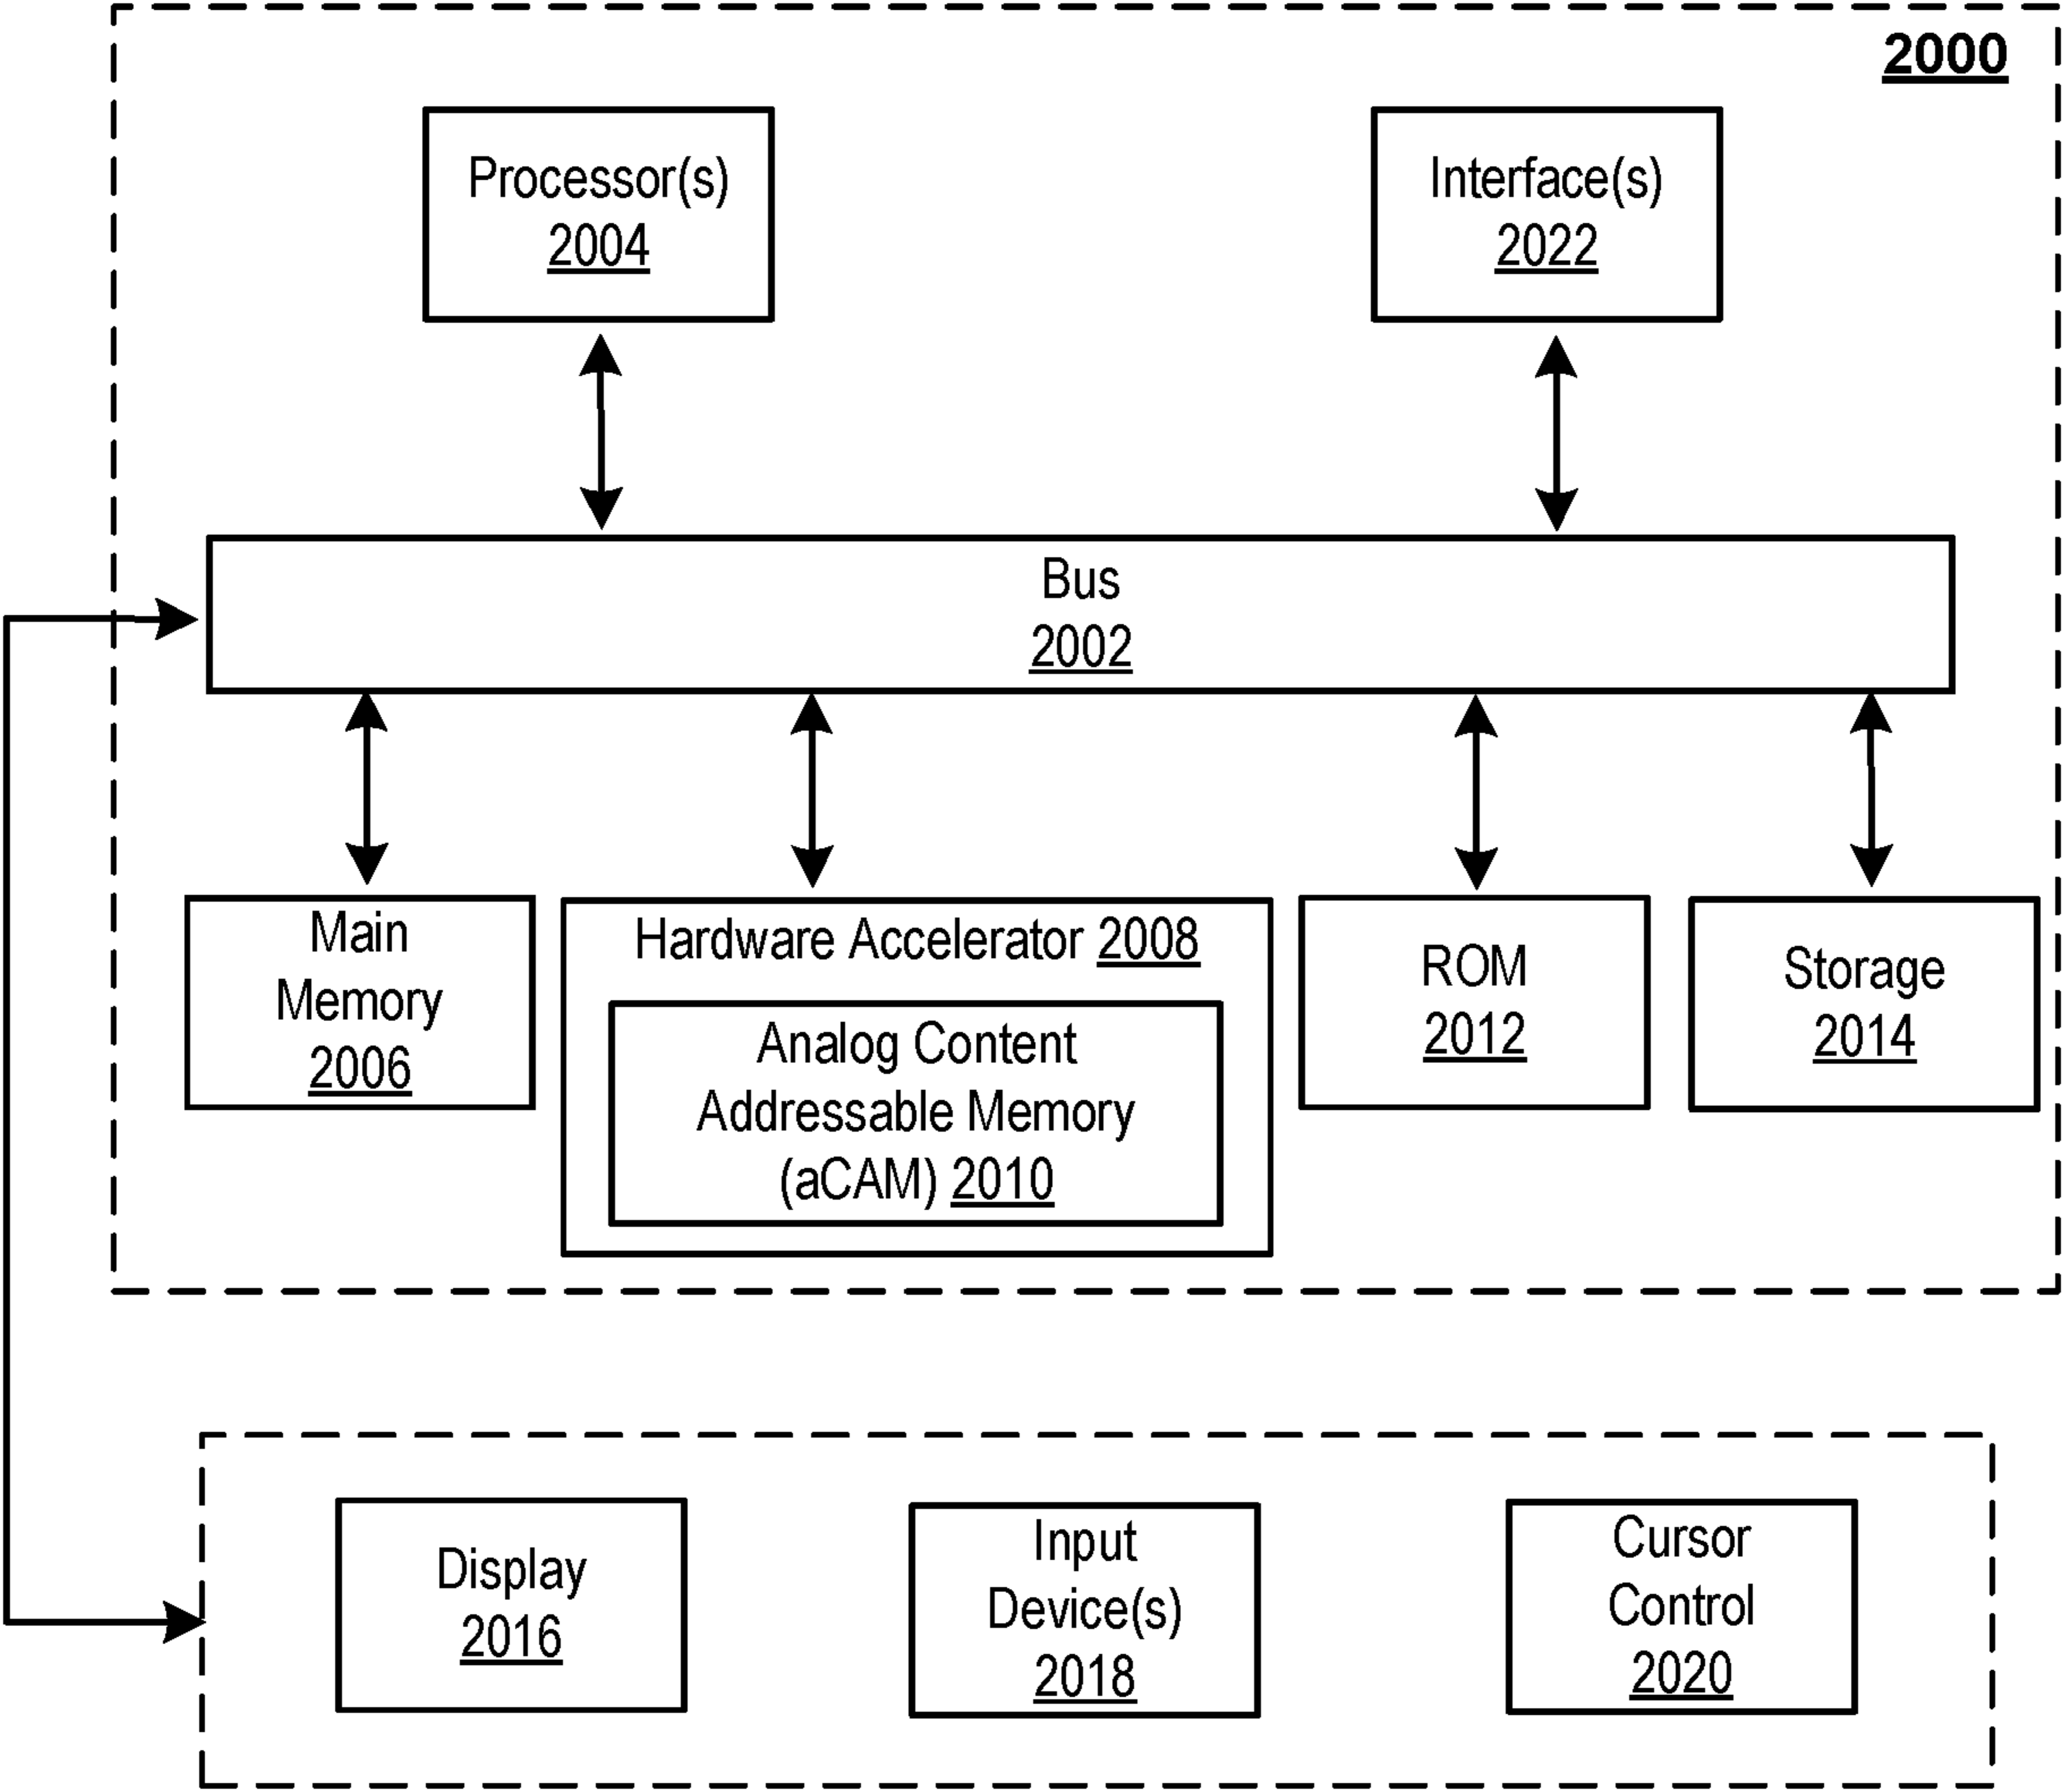 2000
Processor(s)
2004
Interface(s)
2022
Bus
2002
Main
Memory
2006
Hardware Accelerator 2008
Analog Content
Addressable Memory
(aCAM) 2010
ROM
2012
Storage
2014
Display
2016
Input
Device(s)
2018
Cursor
Control
2020